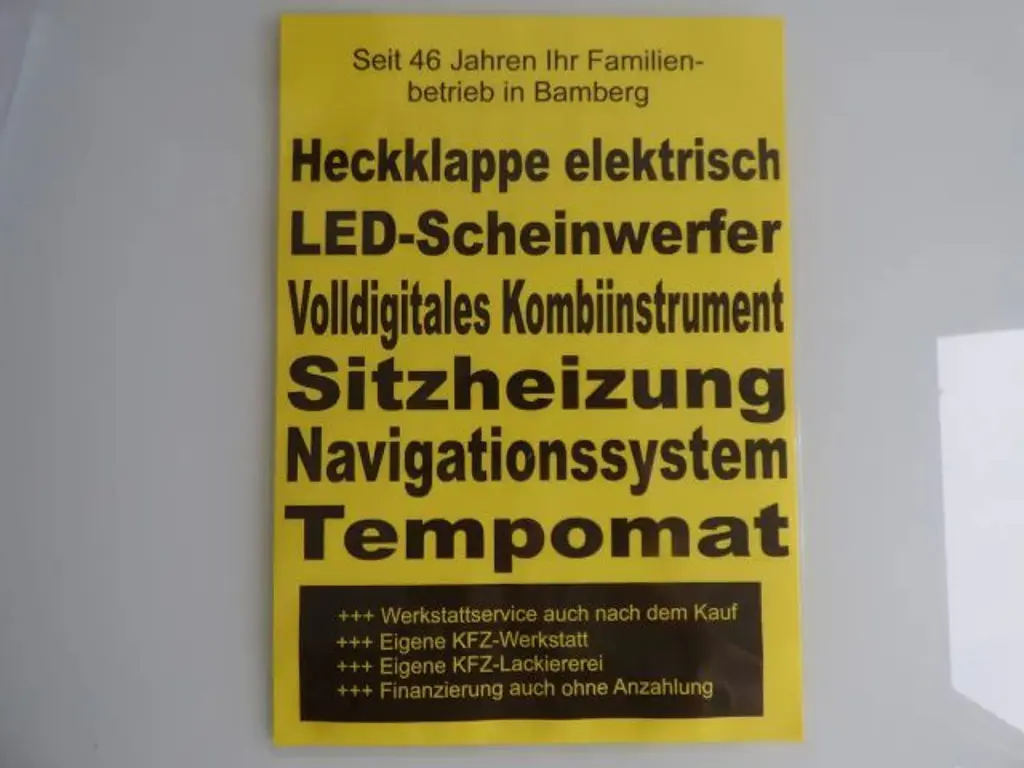 Seit 46 Jahren Ihr Familien-
betrieb in Bamberg
Heckklappe elektrisch
LED-Scheinwerfer
Volldigitales Kombiinstrument
Sitzheizung
Navigationssystem
Tempomat
+++ Werkstattservice auch nach dem Kauf
+++ Eigene KFZ-Werkstatt
+++ Eigene KFZ-Lackiererei
+++ Finanzierung auch ohne Anzahlung